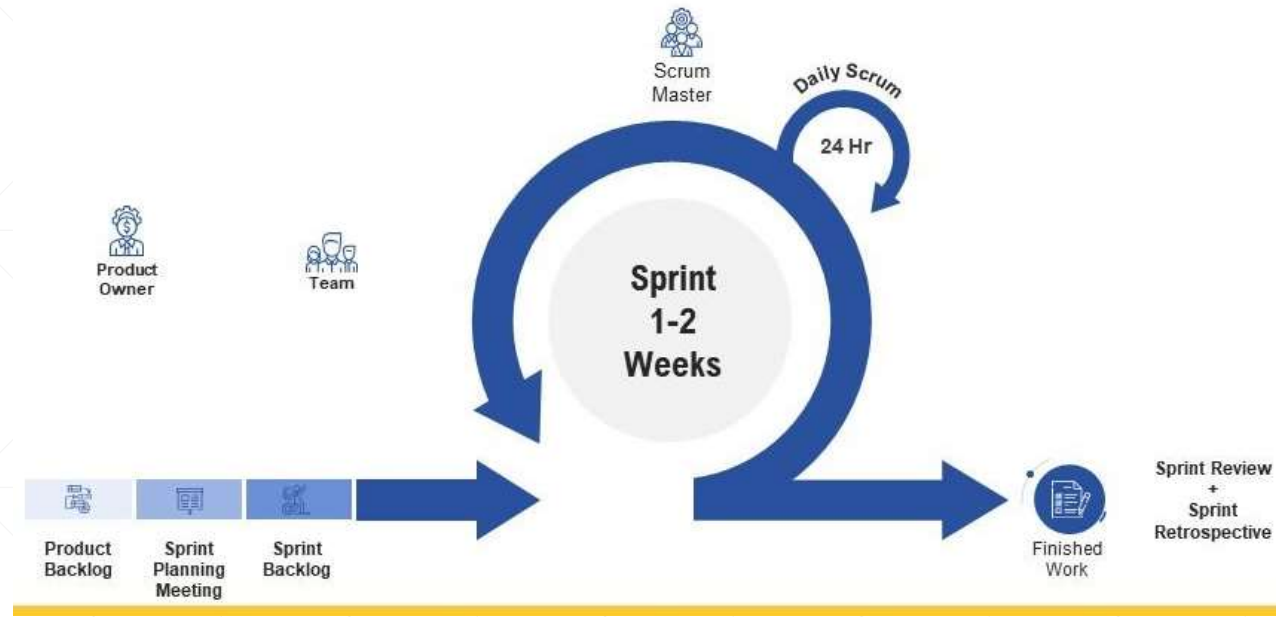 Scrum
Master
Daily Scrum
24 Hr
Product
Owner
Team
Sprint
1-2
Weeks
Product
Backlog
Sprint
Planning
Meeting
Sprint
Backlog
Finished
Work
Sprint Review
+
Sprint
Retrospective